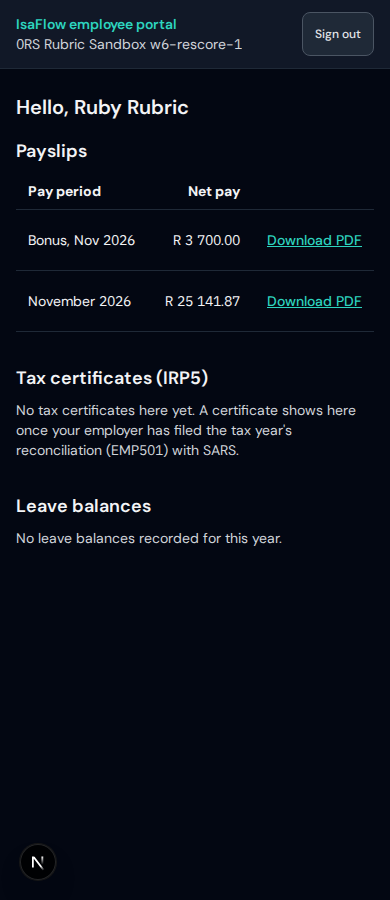 IsaFlow employee portal
0RS Rubric Sandbox w6-rescore-1
Sign out
Hello, Ruby Rubric
Payslips
Pay period Net pay
Bonus, Nov 2026 R 3 700.00 Download PDF
November 2026 R 25 141.87 Download PDF
Tax certificates (IRP5)
No tax certificates here yet. A certificate shows here
once your employer has filed the tax year's
reconciliation (EMP501) with SARS.
Leave balances
No leave balances recorded for this year.
N